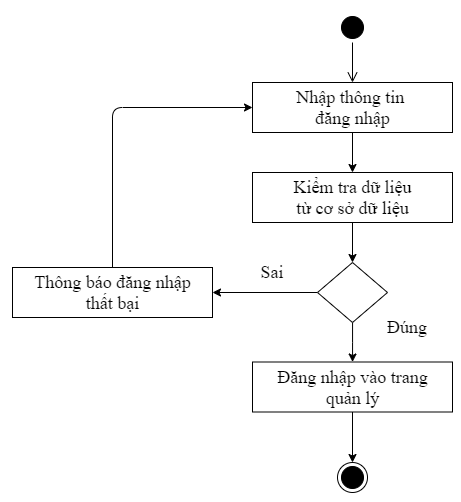 Nhập thông tin
đăng nhập
Kiểm tra dữ liệu
từ cơ sở dữ liệu
Sai
Thông báo đăng nhập
thất bại
Đúng
Đăng nhập vào trang
quản lý